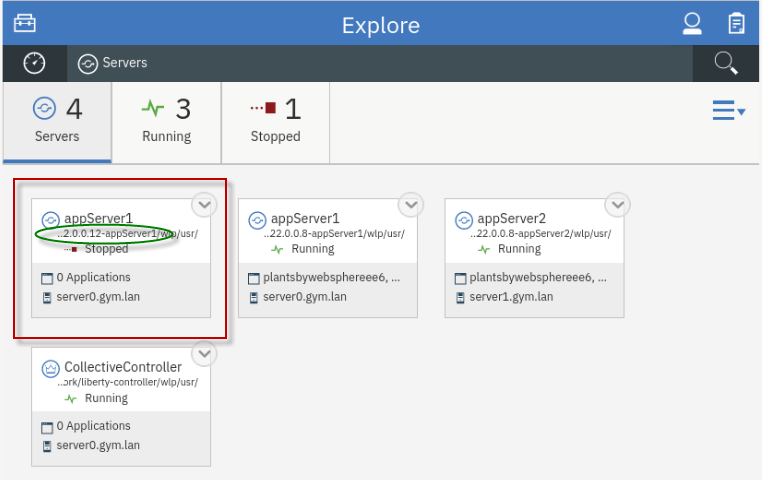 Explore
Servers
4
Servers
3
Running
1
Stopped
appServer1
..2.0.0.12-appServer1/wlp/usr/
Stopped
0 Applications
server0.gym.lan
appServer1
..22.0.0.8-appServer1/wlp/usr/
Running
plantsbywebsphereee6, ...
server0.gym.lan
appServer2
..22.0.0.8-appServer2/wlp/usr/
Running
plantsbywebsphereee6, ...
server1.gym.lan
CollectiveController
..ork/liberty-controller/wlp/usr/
Running
0 Applications
server0.gym.lan